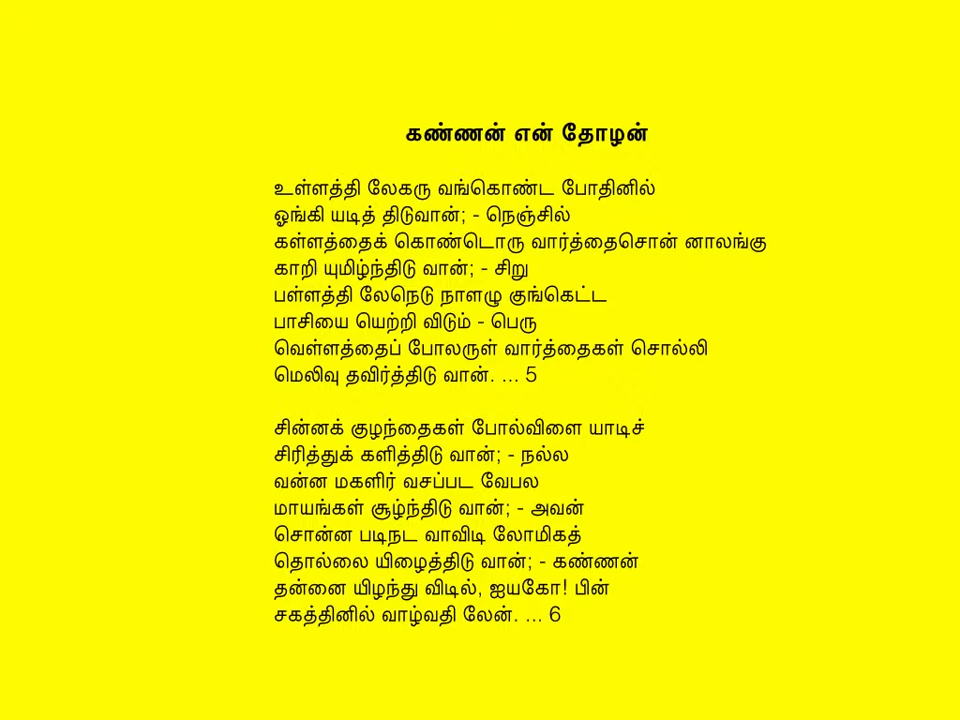 கண்ணன் என் தோழன்
உள்ளத்தி லேகரு வங்கொண்ட போதினில்
ஓங்கி யடித் திடுவான்; - நெஞ்சில்
கள்ளத்தைக் கொண்டொரு வார்த்தைசொன் னாலங்கு
காறி யுமிழ்ந்திடு வான்; - சிறு
பள்ளத்தி லேநெடு நாளழு குங்கெட்ட
பாசியை யெற்றி விடும் - பெரு
வெள்ளத்தைப் போலருள் வார்த்தைகள் சொல்லி
மெலிவு தவிர்த்திடு வான். ... 5
சின்னக் குழந்தைகள் போல்விளை யாடிச்
சிரித்துக் களித்திடு வான்; - நல்ல
வன்ன மகளிர் வசப்பட வேபல
மாயங்கள் சூழ்ந்திடு வான்; - அவன்
சொன்ன படிநட வாவிடி லோமிகத்
தொல்லை யிழைத்திடு வான்; - கண்ணன்
தன்னை யிழந்து விடில், ஐயகோ! பின்
சகத்தினில் வாழ்வதி லேன். ... 6